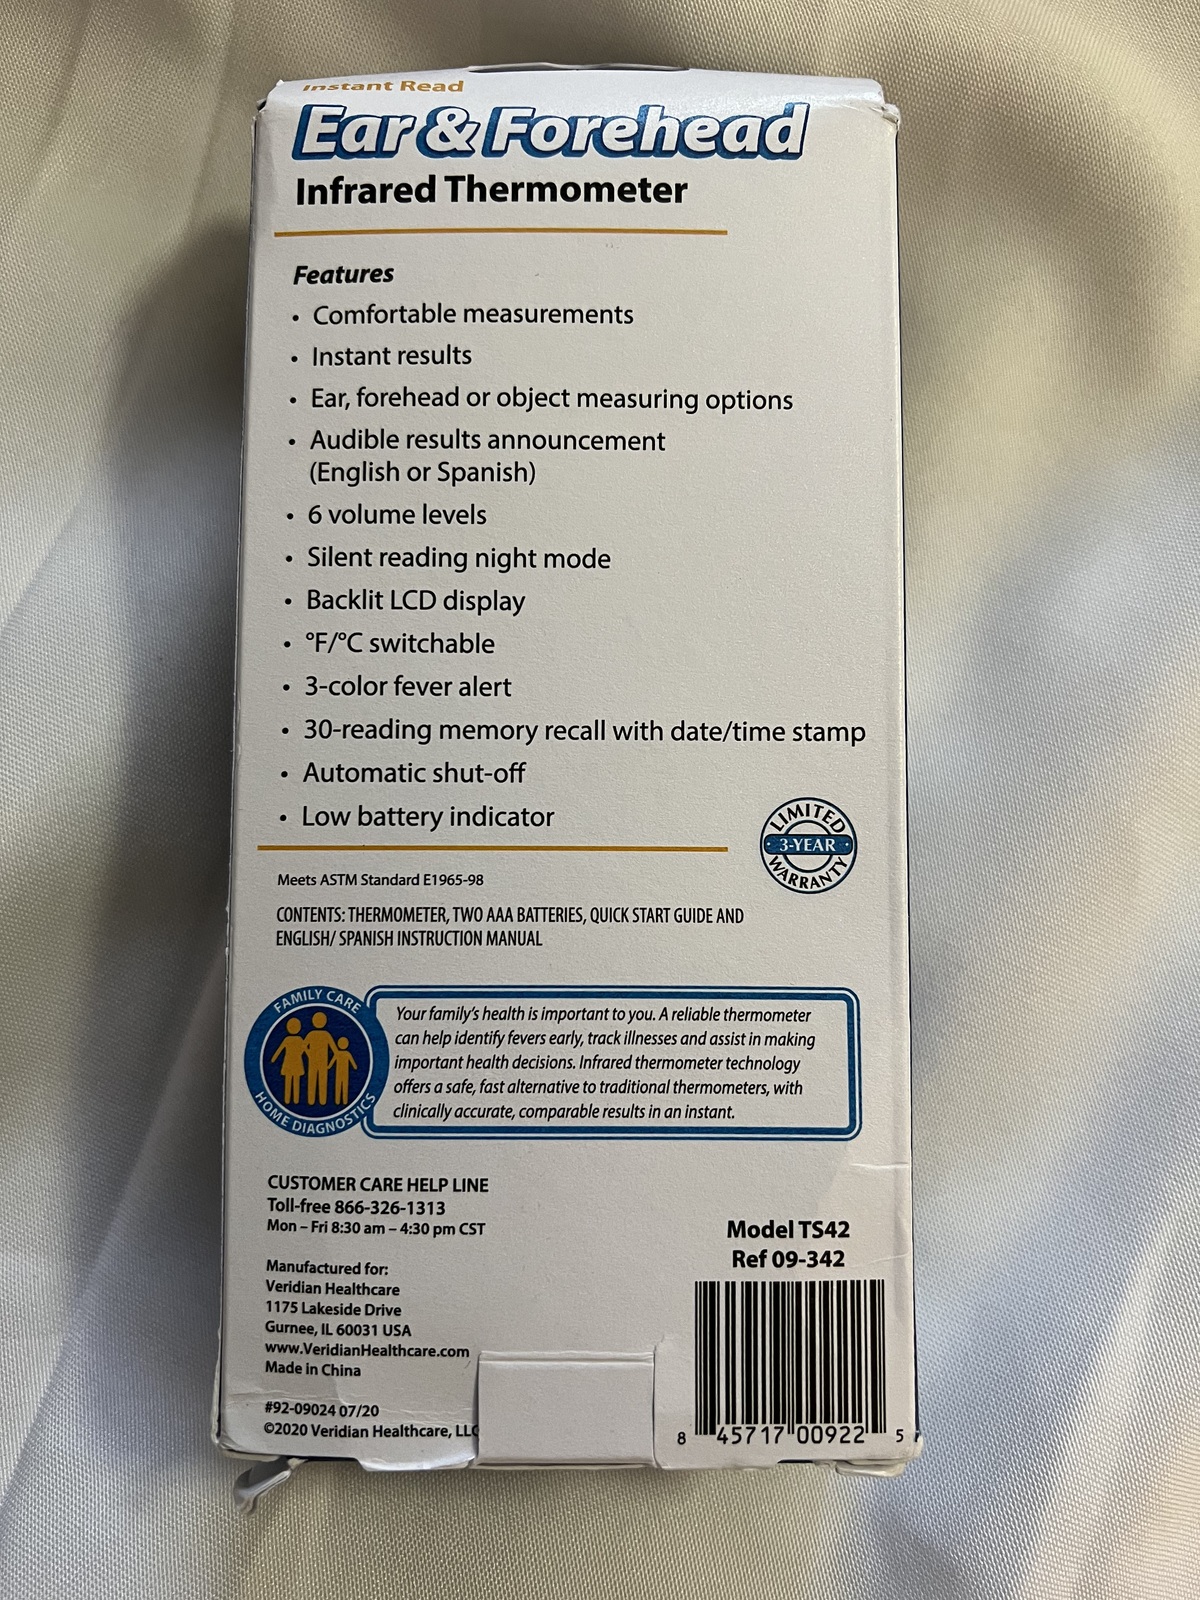 Instant Read
Ear & Forehead
Infrared Thermometer
Features
• Comfortable measurements
• Instant results
• Ear, forehead or object measuring options
• Audible results announcement
(English or Spanish)
• 6 volume levels
• Silent reading night mode
• Backlit LCD display
• °F/°C switchable
• 3-color fever alert
• 30-reading memory recall with date/time stamp
• Automatic shut-off
• Low battery indicator
LIMITED
3-YEAR
WARRANTY
Meets ASTM Standard E1965-98
CONTENTS: THERMOMETER, TWO AAA BATTERIES, QUICK START GUIDE AND
ENGLISH/ SPANISH INSTRUCTION MANUAL
FAMILY CARE
HOME DIAGNOSTICS
Your family's health is important to you. A reliable thermometer
can help identify fevers early, track illnesses and assist in making
important health decisions. Infrared thermometer technology
offers a safe, fast alternative to traditional thermometers, with
clinically accurate, comparable results in an instant.
CUSTOMER CARE HELP LINE
Toll-free 866-326-1313
Mon – Fri 8:30 am – 4:30 pm CST
Manufactured for:
Veridian Healthcare
1175 Lakeside Drive
Gurnee, IL 60031 USA
www.VeridianHealthcare.com
Made in China
#92-09024 07/20
©2020 Veridian Healthcare, LLC
Model TS42
Ref 09-342
8 45717 00922 5